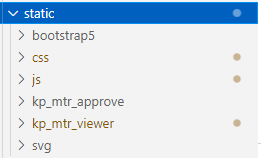 static
bootstrap5
css
js
kp_mtr_approve
kp_mtr_viewer
svg